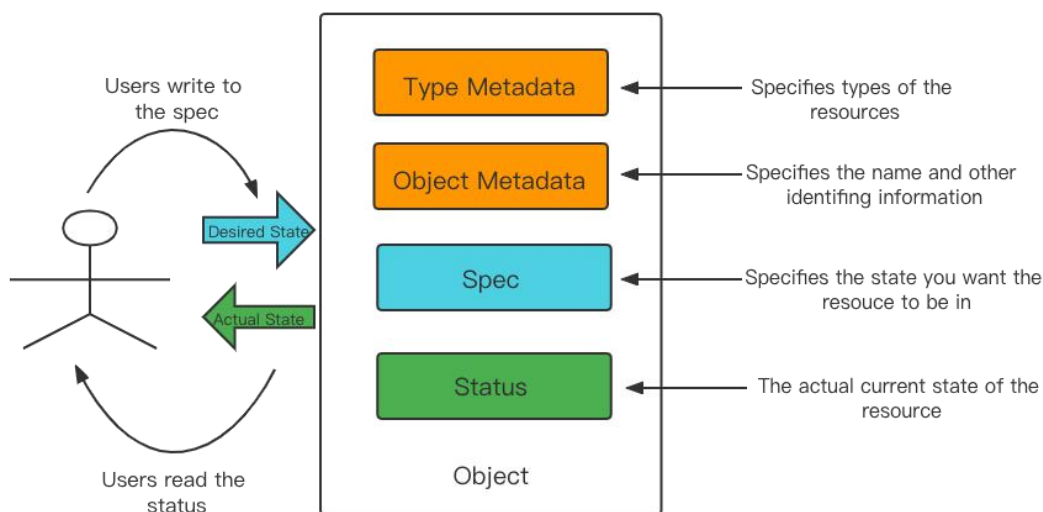 Users write to
the spec
Desired State
Actual State
Users read the
status
Type Metadata
Object Metadata
Spec
Status
Object
Specifies types of the
resources
Specifies the name and other
identifing information
Specifies the state you want the
resouce to be in
The actual current state of the
resource